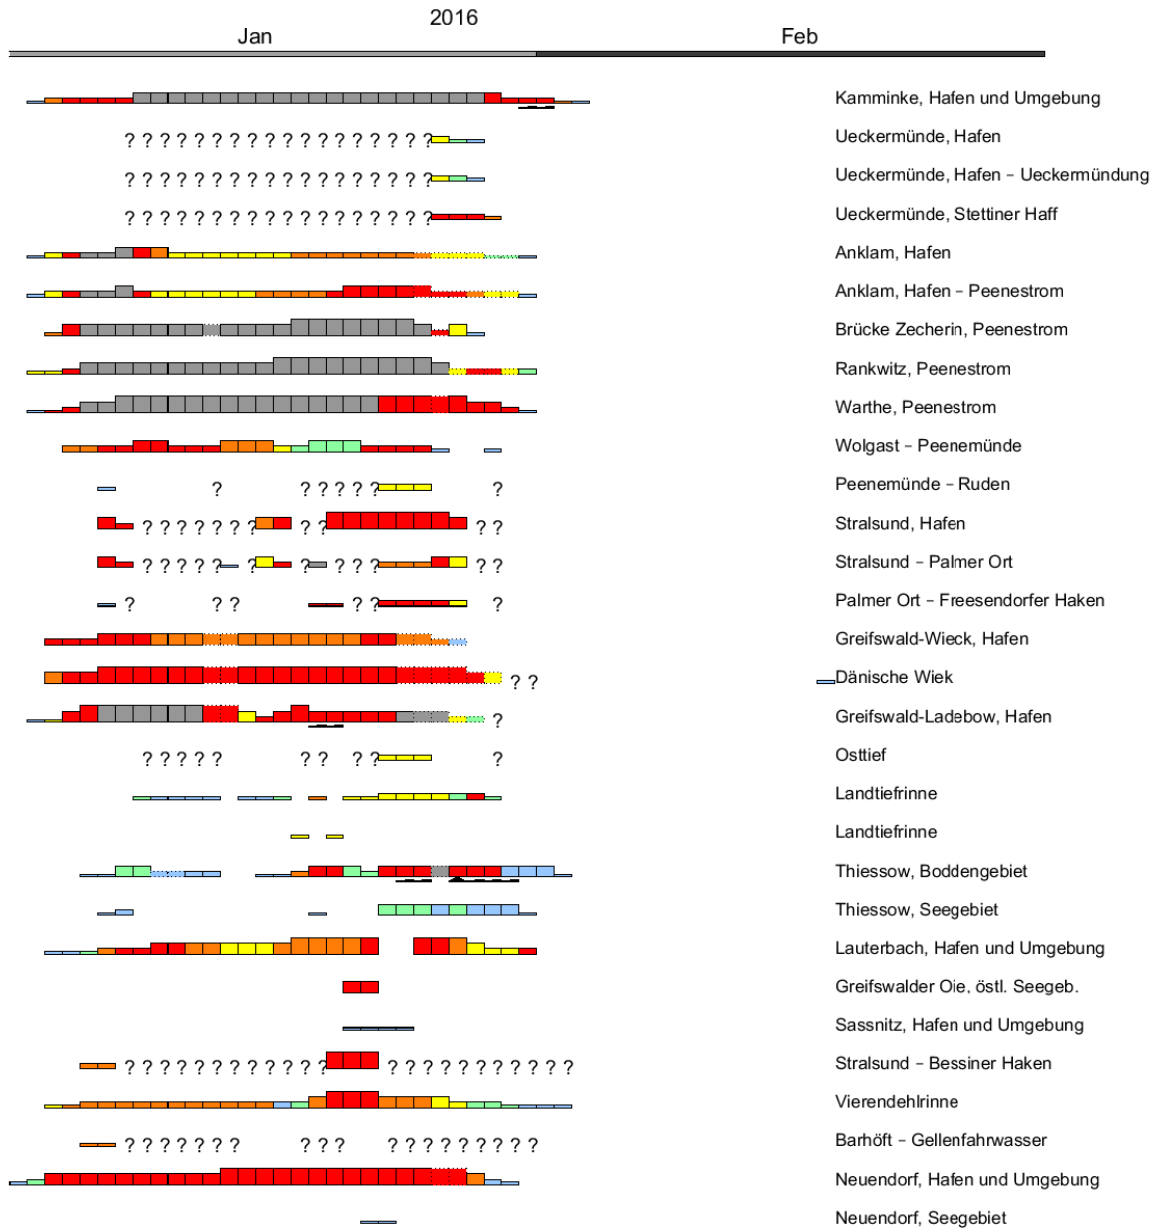 2016
Jan Feb
Kamminke, Hafen und Umgebung
? ? ? ? ? ? ? ? ? ? ? ? ? ? ? ? ? ? Ueckermünde, Hafen
? ? ? ? ? ? ? ? ? ? ? ? ? ? ? ? ? ? Ueckermünde, Hafen – Ueckermündung
? ? ? ? ? ? ? ? ? ? ? ? ? ? ? ? ? ? Ueckermünde, Stettiner Haff
Anklam, Hafen
Anklam, Hafen – Peenestrom
Brücke Zecherin, Peenestrom
Rankwitz, Peenestrom
Warthe, Peenestrom
Wolgast – Peenemünde
? ? ? ? ? ? ? Peenemünde – Ruden
? ? ? ? ? ? ? ? ? ? ? Stralsund, Hafen
? ? ? ? ? ? ? ? ? ? ? ? Stralsund – Palmer Ort
? ? ? ? ? ? Palmer Ort – Freesendorfer Haken
Greifswald-Wieck, Hafen
? ? Dänische Wiek
? Greifswald-Ladebow, Hafen
? ? ? ? ? ? ? ? ? ? Osttief
Landtiefrinne
Landtiefrinne
Thiessow, Boddengebiet
Thiessow, Seegebiet
Lauterbach, Hafen und Umgebung
Greifswalder Oie, östl. Seegeb.
Sassnitz, Hafen und Umgebung
? ? ? ? ? ? ? ? ? ? ? ? ? ? ? ? ? ? ? ? ? ? ? Stralsund – Bessiner Haken
Vierendehlrinne
? ? ? ? ? ? ? ? ? ? ? ? ? ? ? ? ? ? ? Barhöft – Gellenfahrwasser
Neuendorf, Hafen und Umgebung
Neuendorf, Seegebiet